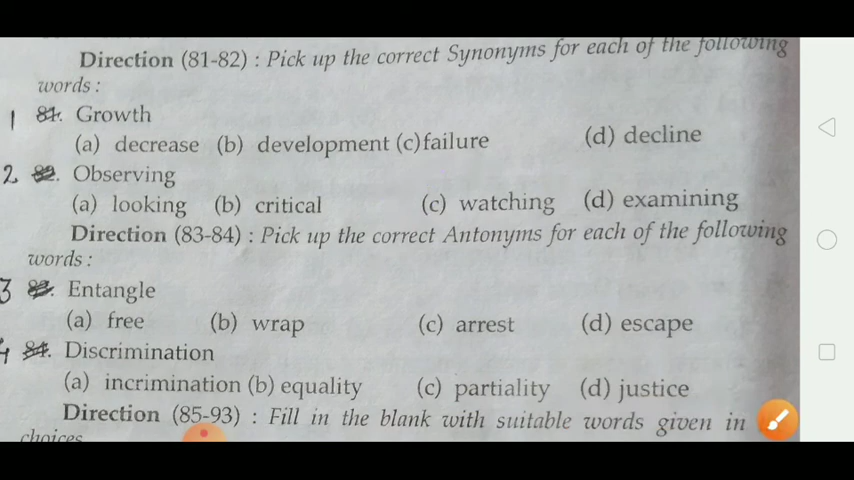 Direction (81-82) : Pick up the correct Synonyms for each of the following
words :
1 81. Growth
(a) decrease (b) development (c)failure (d) decline
2 82. Observing
(a) looking (b) critical (c) watching (d) examining
Direction (83-84) : Pick up the correct Antonyms for each of the following
words :
3 83. Entangle
(a) free (b) wrap (c) arrest (d) escape
4 84. Discrimination
(a) incrimination (b) equality (c) partiality (d) justice
Direction (85-93) : Fill in the blank with suitable words given in
choices